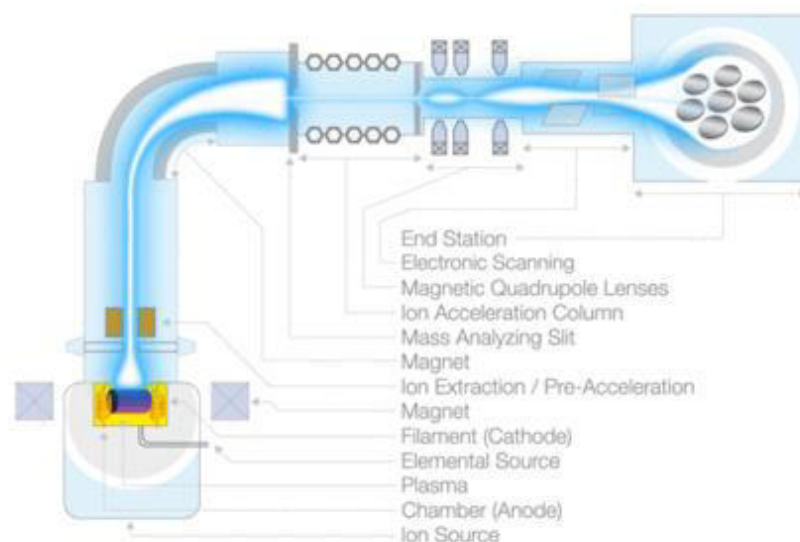 End Station
Electronic Scanning
Magnetic Quadrupole Lenses
Ion Acceleration Column
Mass Analyzing Slit
Magnet
Ion Extraction / Pre-Acceleration
Magnet
Filament (Cathode)
Elemental Source
Plasma
Chamber (Anode)
Ion Source